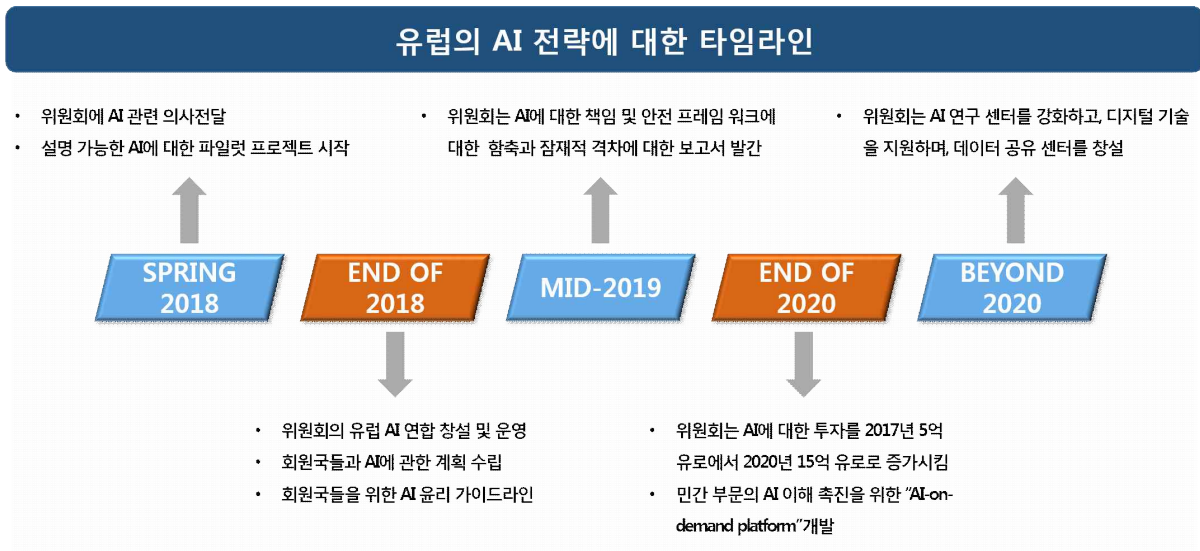 유럽의 AI 전략에 대한 타임라인
• 위원회에 AI 관련 의사전달
• 설명 가능한 AI에 대한 파일럿 프로젝트 시작
• 위원회는 AI에 대한 책임 및 안전 프레임 워크에
대한 함축과 잠재적 격차에 대한 보고서 발간
• 위원회는 AI 연구 센터를 강화하고, 디지털 기술
을 지원하며, 데이터 공유 센터를 창설
SPRING
2018
END OF
2018
MID-2019
END OF
2020
BEYOND
2020
• 위원회의 유럽 AI 연합 창설 및 운영
• 회원국들과 AI에 관한 계획 수립
• 회원국들을 위한 AI 윤리 가이드라인
• 위원회는 AI에 대한 투자를 2017년 5억
유로에서 2020년 15억 유로로 증가시킴
• 민간 부문의 AI 이해 촉진을 위한 “AI-on-
demand platform”개발